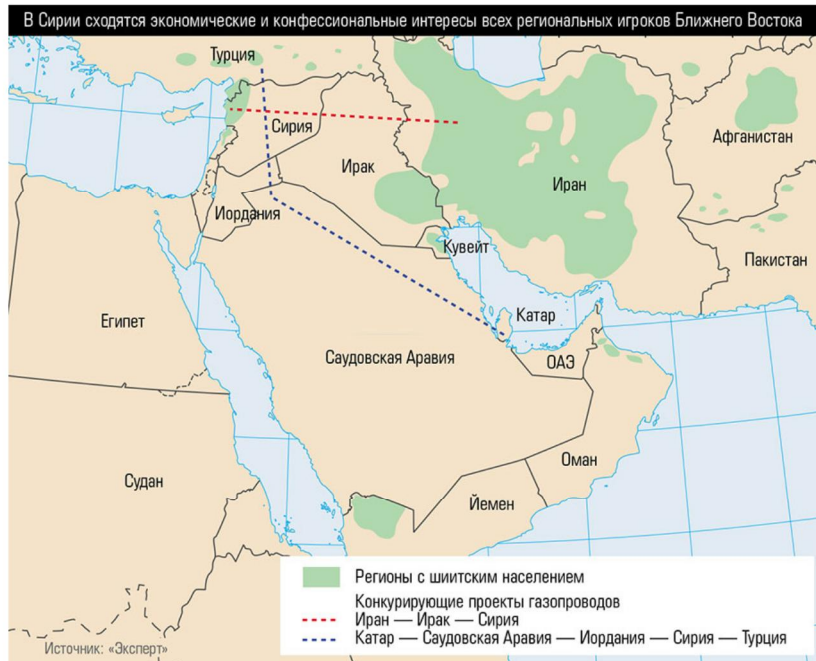 В Сирии сходятся экономические и конфессиональные интересы всех региональных игроков Ближнего Востока
Турция
Сирия
Афганистан
Ирак
Иран
Иордания
Кувейт
Пакистан
Катар
Египет
Саудовская Аравия
ОАЭ
Оман
Судан
Йемен
Регионы с шиитским населением
Конкурирующие проекты газопроводов
Иран — Ирак — Сирия
Катар — Саудовская Аравия — Иордания — Сирия — Турция
Источник: «Эксперт»